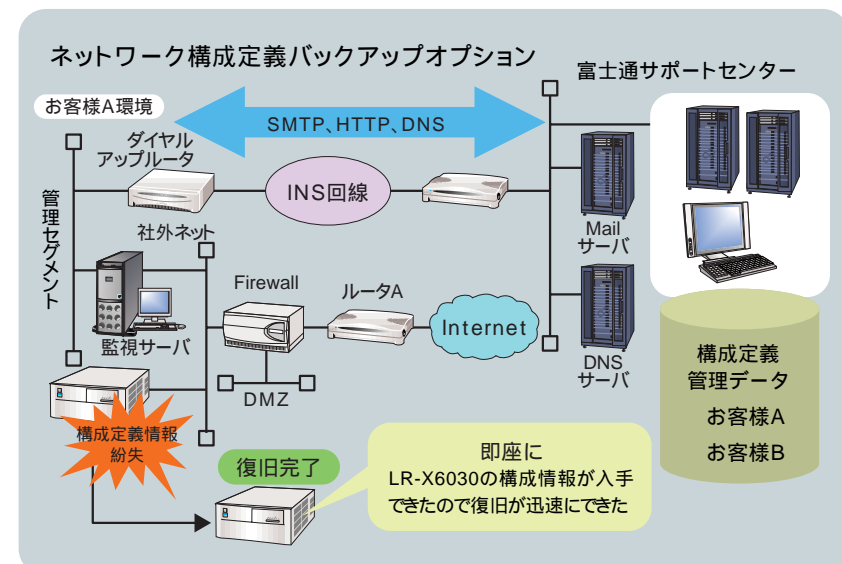 ネットワーク構成定義バックアップオプション
富士通サポートセンター
お客様A環境
SMTP、HTTP、DNS
ダイヤル
アップルータ
INS回線
管理セグメント
社外ネット
Mail
サーバ
Firewall
ルータA
Internet
監視サーバ
DMZ
DNS
サーバ
構成定義
管理データ
お客様A
お客様B
構成定義情報
紛失
復旧完了
即座に
LR-X6030の構成情報が入手
できたので復旧が迅速にできた